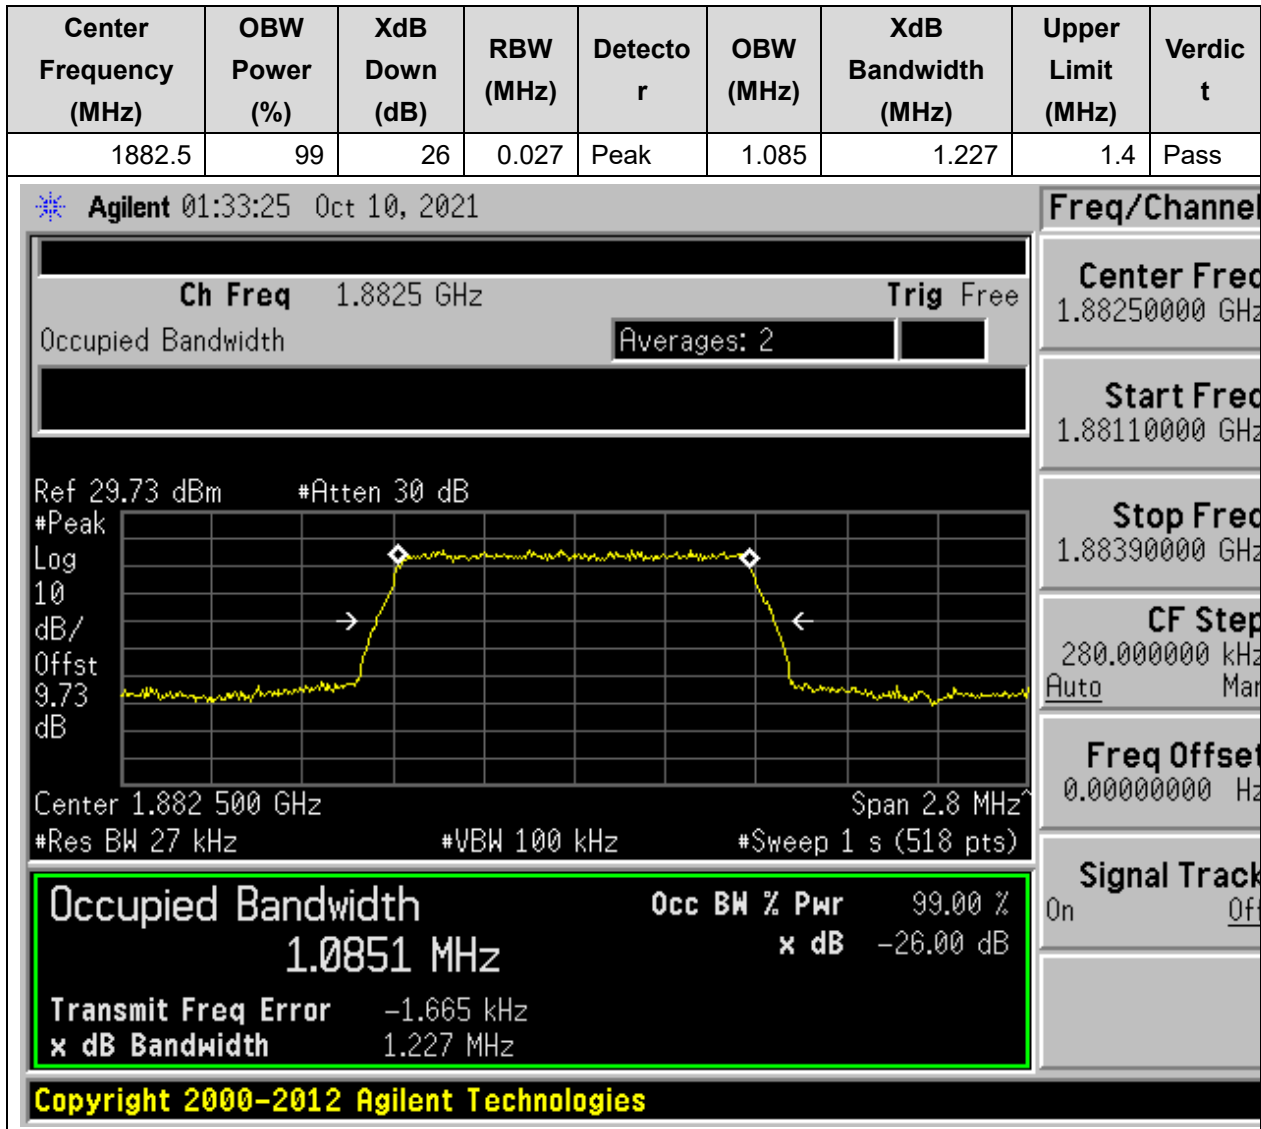 Center Frequency (MHz) OBW Power (%) XdB Down (dB) RBW (MHz) Detecto r OBW (MHz) XdB Bandwidth (MHz) Upper Limit (MHz) Verdic t
1882.5 99 26 0.027 Peak 1.085 1.227 1.4 Pass
Agilent 01:33:25 Oct 10, 2021
Freq/Channel
Ch Freq 1.8825 GHz Trig Free
Occupied Bandwidth Averages: 2
Center Freq
1.88250000 GHz
Start Freq
1.88110000 GHz
Stop Freq
1.88390000 GHz
CF Step
280.000000 kHz
Auto Man
Freq Offset
0.00000000 Hz
Signal Track
On Off
Ref 29.73 dBm #Atten 30 dB
#Peak
Log
10
dB/
Offst
9.73
dB
Center 1.882 500 GHz Span 2.8 MHz^
#Res BW 27 kHz #VBW 100 kHz #Sweep 1 s (518 pts)
Occupied Bandwidth Occ BW % Pwr 99.00 %
1.0851 MHz x dB -26.00 dB
Transmit Freq Error -1.665 kHz
x dB Bandwidth 1.227 MHz
Copyright 2000-2012 Agilent Technologies